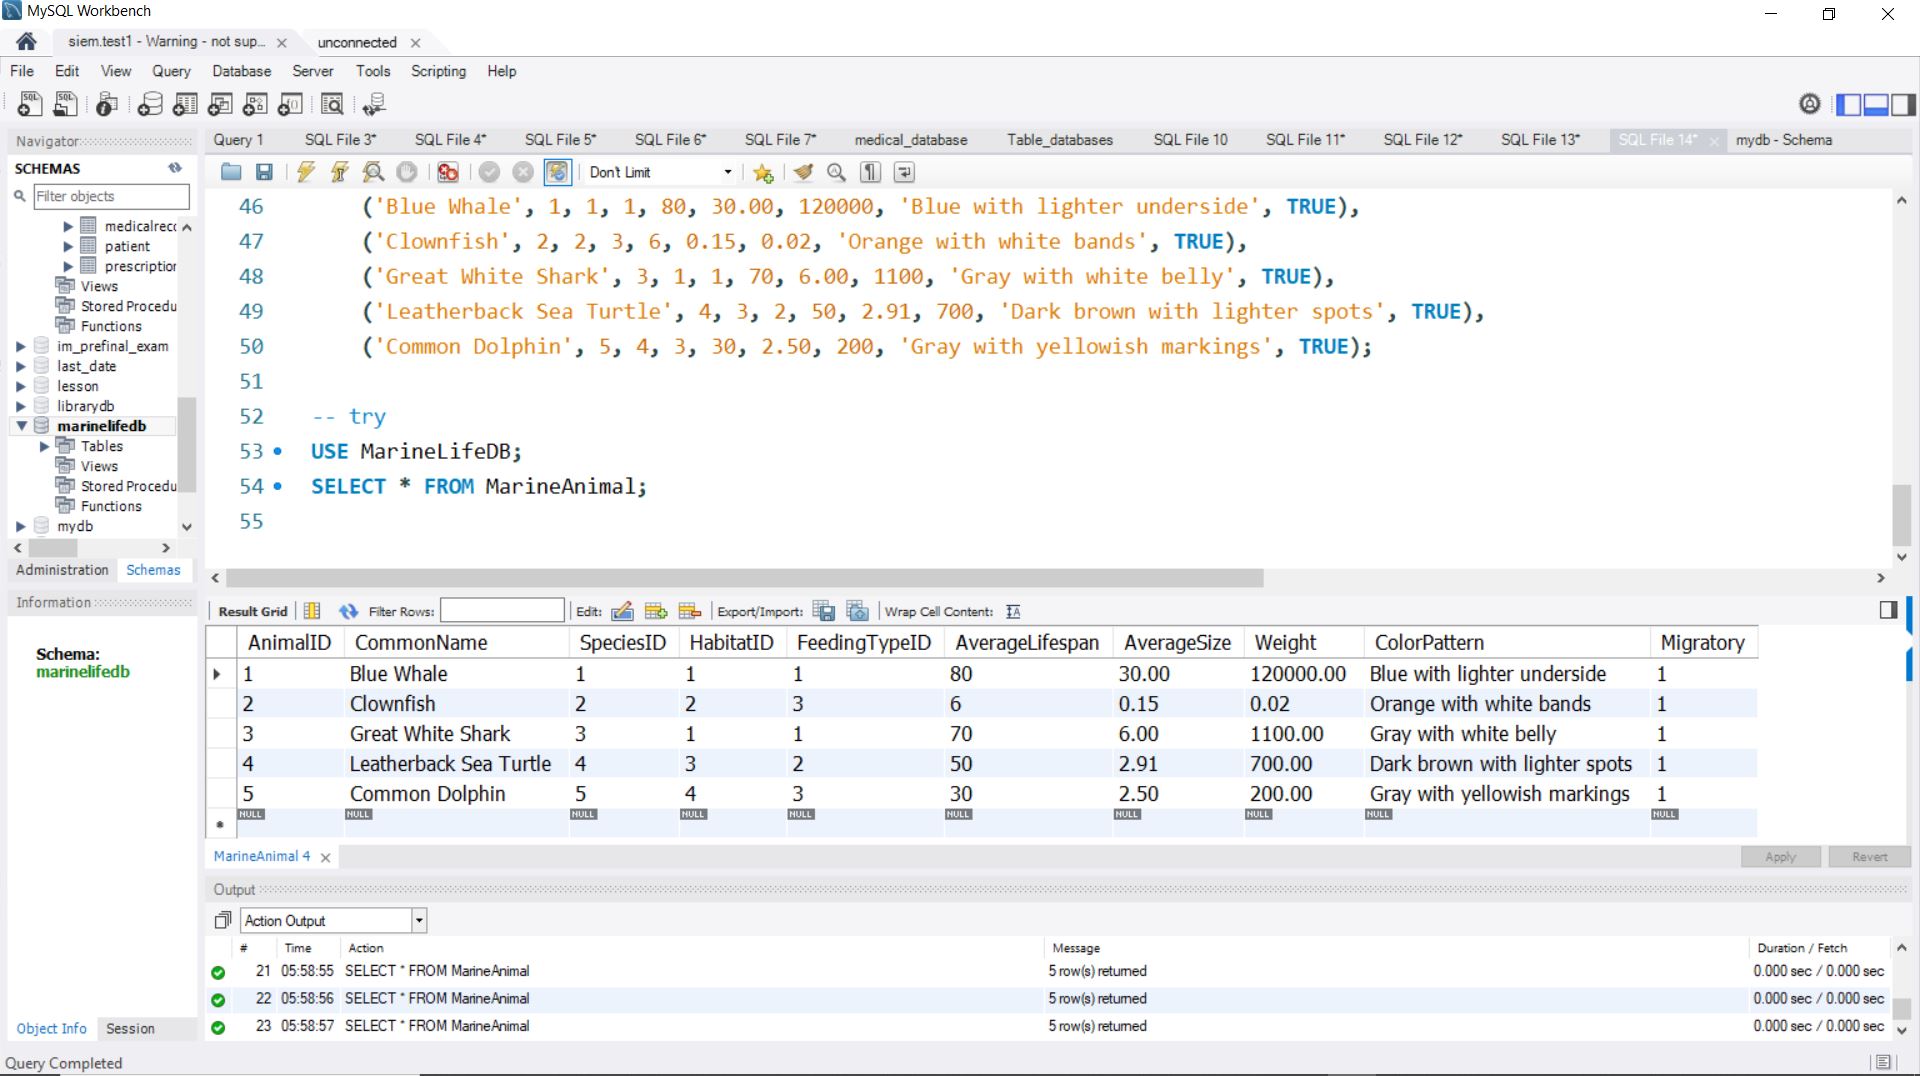 MySQL Workbench
siem.test1 - Warning - not sup... unconnected
File Edit View Query Database Server Tools Scripting Help
Navigator
SCHEMAS
Filter objects
medicalrecc
patient
prescription
Views
Stored Procedu
Functions
im_prefinal_exam
last_date
lesson
librarydb
marinelifedb
Tables
Views
Stored Procedu
Functions
mydb
Administration Schemas
Information
Schema:
marinelifedb
Object Info Session
Query 1 SQL File 3* SQL File 4* SQL File 5* SQL File 6* SQL File 7* medical_database Table_databases SQL File 10 SQL File 11* SQL File 12* SQL File 13* SQL File 14* mydb - Schema
Don't Limit
46 ('Blue Whale', 1, 1, 1, 80, 30.00, 120000, 'Blue with lighter underside', TRUE),
47 ('Clownfish', 2, 2, 3, 6, 0.15, 0.02, 'Orange with white bands', TRUE),
48 ('Great White Shark', 3, 1, 1, 70, 6.00, 1100, 'Gray with white belly', TRUE),
49 ('Leatherback Sea Turtle', 4, 3, 2, 50, 2.91, 700, 'Dark brown with lighter spots', TRUE),
50 ('Common Dolphin', 5, 4, 3, 30, 2.50, 200, 'Gray with yellowish markings', TRUE);
51
52 -- try
53 USE MarineLifeDB;
54 SELECT * FROM MarineAnimal;
55
Result Grid Filter Rows: Edit: Export/Import: Wrap Cell Content:
AnimalID CommonName SpeciesID HabitatID FeedingTypeID AverageLifespan AverageSize Weight ColorPattern Migratory
1 Blue Whale 1 1 1 80 30.00 120000.00 Blue with lighter underside 1
2 Clownfish 2 2 3 6 0.15 0.02 Orange with white bands 1
3 Great White Shark 3 1 1 70 6.00 1100.00 Gray with white belly 1
4 Leatherback Sea Turtle 4 3 2 50 2.91 700.00 Dark brown with lighter spots 1
5 Common Dolphin 5 4 3 30 2.50 200.00 Gray with yellowish markings 1
NULL NULL NULL NULL NULL NULL NULL NULL NULL NULL
MarineAnimal 4 Apply Revert
Output
Action Output
# Time Action Message Duration / Fetch
21 05:58:55 SELECT * FROM MarineAnimal 5 row(s) returned 0.000 sec / 0.000 sec
22 05:58:56 SELECT * FROM MarineAnimal 5 row(s) returned 0.000 sec / 0.000 sec
23 05:58:57 SELECT * FROM MarineAnimal 5 row(s) returned 0.000 sec / 0.000 sec
Query Completed